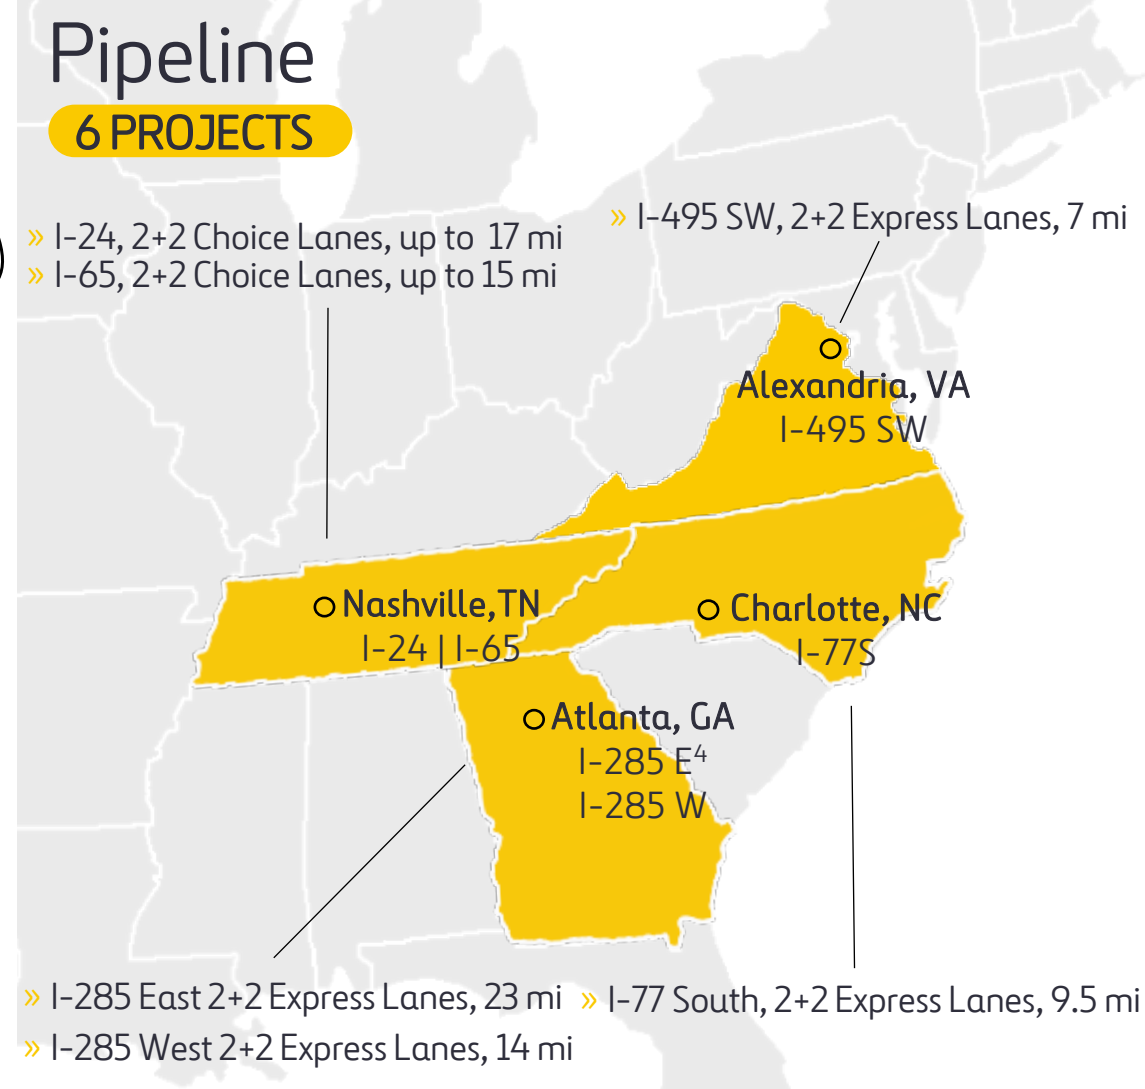 Pipeline
6 PROJECTS
» I-24, 2+2 Choice Lanes, up to 17 mi
» I-65, 2+2 Choice Lanes, up to 15 mi
» I-495 SW, 2+2 Express Lanes, 7 mi
Alexandria, VA
I-495 SW
Nashville, TN
I-24 | I-65
Charlotte, NC
I-77S
Atlanta, GA
I-285 E⁴
I-285 W
» I-285 East 2+2 Express Lanes, 23 mi
» I-285 West 2+2 Express Lanes, 14 mi
» I-77 South, 2+2 Express Lanes, 9.5 mi